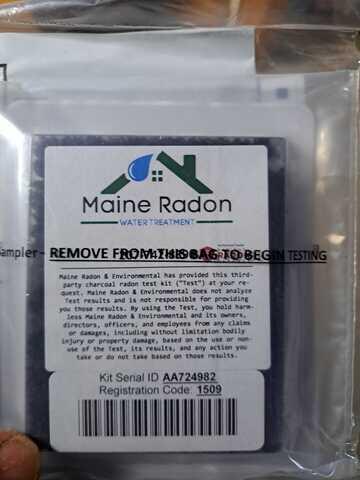 Maine Radon
WATER TREATMENT
Sampler - REMOVE FROM THIS BAG TO BEGIN TESTING
Maine Radon & Environmental has provided this third-
party charcoal radon test kit ("Test") at your re-
quest. Maine Radon & Environmental does not analyze
Test results and is not responsible for providing
you those results. By using the Test, you hold harm-
less Maine Radon & Environmental and its owners,
directors, officers, and employees from any claims
or damages, including without limitation bodily
injury or property damage, based on the use or non-
use of the Test, its results, and any action you
take or do not take based on those results.
Kit Serial ID AA724982
Registration Code: 1509